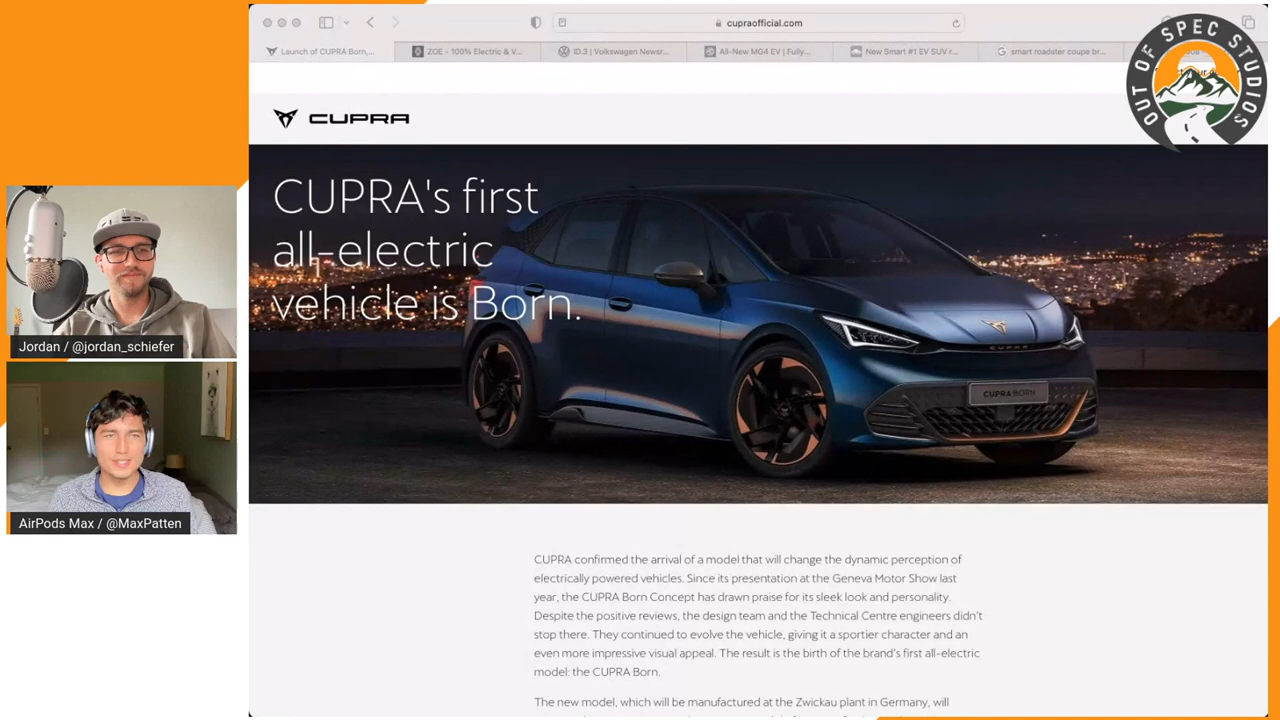 cupraofficial.com
Launch of CUPRA Born,...
ZOE - 100% Electric & V...
ID.3 | Volkswagen Newsr...
All-New MG4 EV | Fully...
New Smart #1 EV SUV r...
smart roadster coupe br...
OUT OF SPEC STUDIOS
CUPRA
CUPRA's first
all-electric
vehicle is Born.
CUPRA
CUPRA BORN
Jordan / @jordan_schiefer
AirPods Max / @MaxPatten
CUPRA confirmed the arrival of a model that will change the dynamic perception of
electrically powered vehicles. Since its presentation at the Geneva Motor Show last
year, the CUPRA Born Concept has drawn praise for its sleek look and personality.
Despite the positive reviews, the design team and the Technical Centre engineers didn't
stop there. They continued to evolve the vehicle, giving it a sportier character and an
even more impressive visual appeal. The result is the birth of the brand's first all-electric
model: the CUPRA Born.
The new model, which will be manufactured at the Zwickau plant in Germany, will